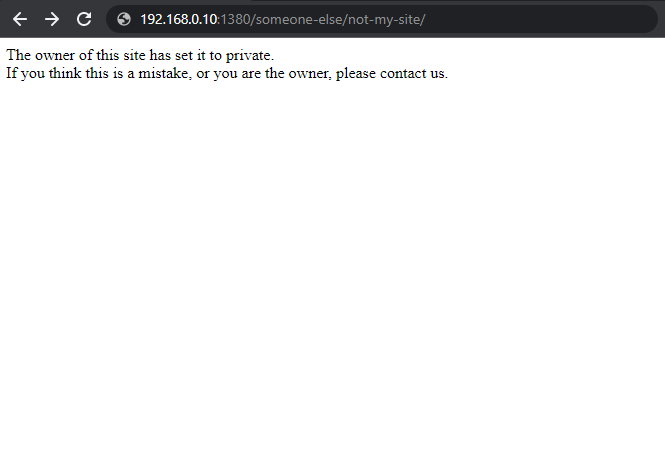 192.168.0.10:1380/someone-else/not-my-site/
The owner of this site has set it to private.
If you think this is a mistake, or you are the owner, please contact us.